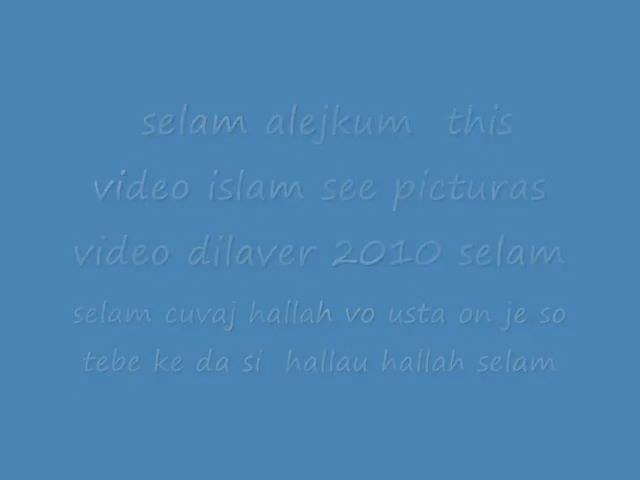 selam alejkum this
video islam see picturas
video dilaver 2010 selam
selam cuvaj hallah vo usta on je so
tebe ke da si hallau hallah selam